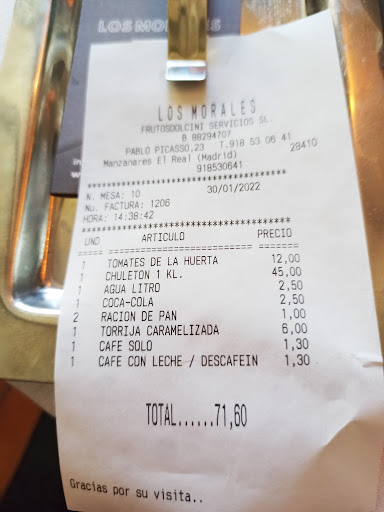 LOS MORALES
LOS MORALES
FRUTOSDOLCINI SERVICIOS SL.
B 88294707
PABLO PICASSO,23 T.918 53 06 41
Manzanares El Real (Madrid) 28410
918530641
****************************************
N. MESA: 10 30/01/2022
Nu. FACTURA: 1206
HORA: 14:38:42
****************************************
UND ARTICULO PRECIO
1 TOMATES DE LA HUERTA 12,00
1 CHULETON 1 KL. 45,00
1 AGUA LITRO 2,50
1 COCA-COLA 2,50
2 RACION DE PAN 1,00
1 TORRIJA CARAMELIZADA 6,00
1 CAFE SOLO 1,30
1 CAFE CON LECHE / DESCAFEIN 1,30
TOTAL......71,60
Gracias por su visita..